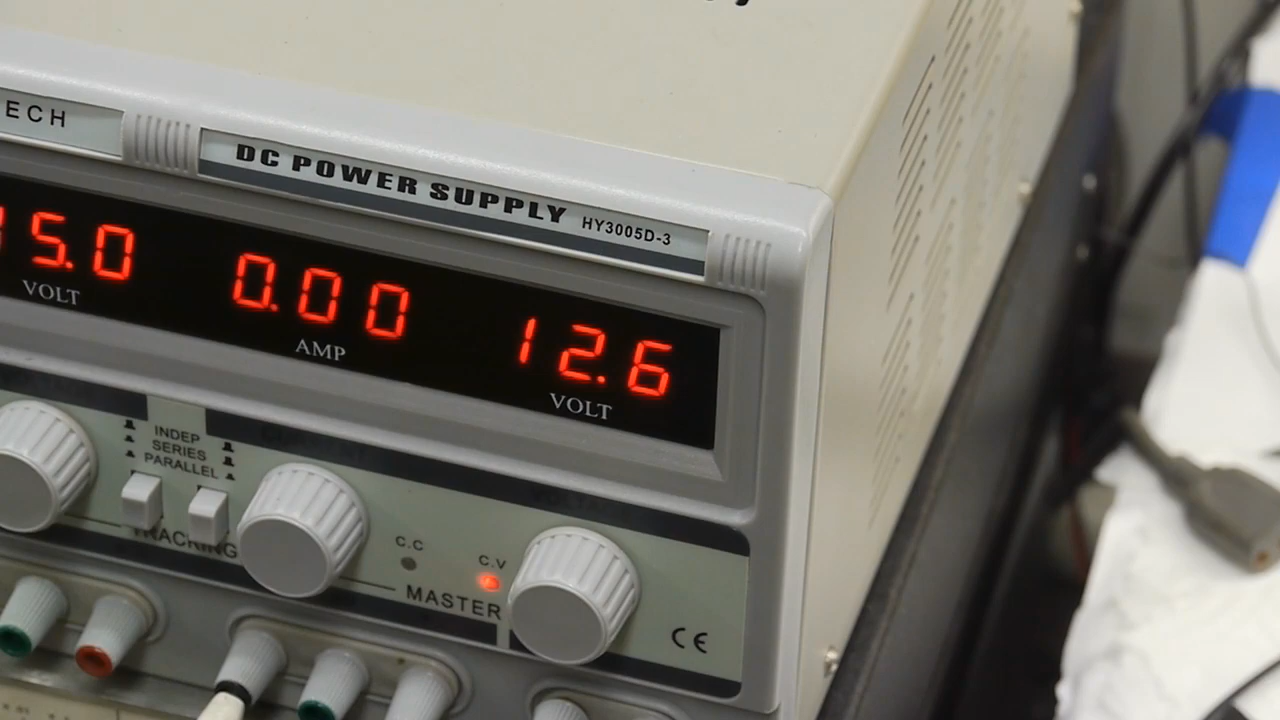 ECH
DC POWER SUPPLY HY3005D-3
15.0 0.00 12.6
VOLT AMP VOLT
INDEP
SERIES
PARALLEL
TRACKING
C.C C.V
MASTER
CE